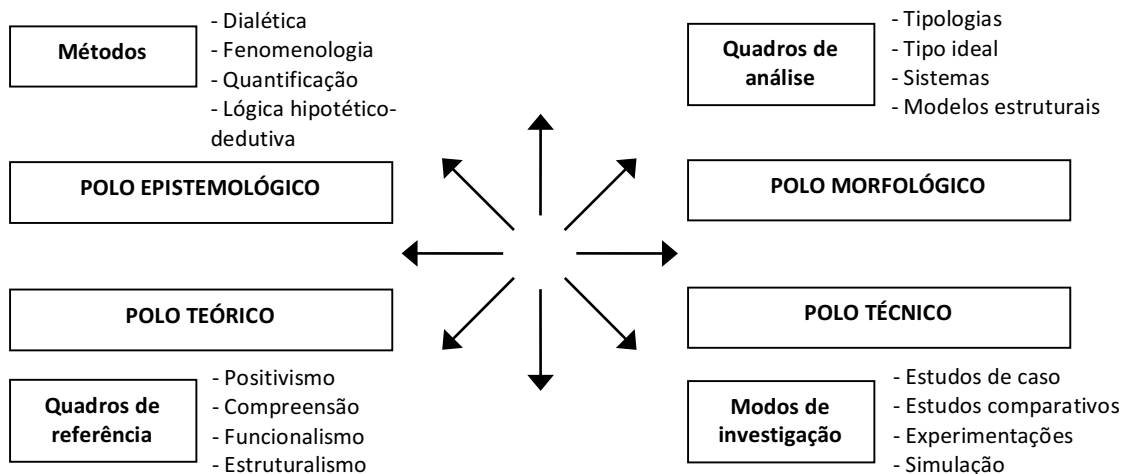 Métodos
- Dialética
- Fenomenologia
- Quantificação
- Lógica hipotético-
dedutiva
Quadros de
análise
- Tipologias
- Tipo ideal
- Sistemas
- Modelos estruturais
POLO EPISTEMOLÓGICO
POLO MORFOLÓGICO
POLO TEÓRICO
POLO TÉCNICO
Quadros de
referência
- Positivismo
- Compreensão
- Funcionalismo
- Estruturalismo
Modos de
investigação
- Estudos de caso
- Estudos comparativos
- Experimentações
- Simulação